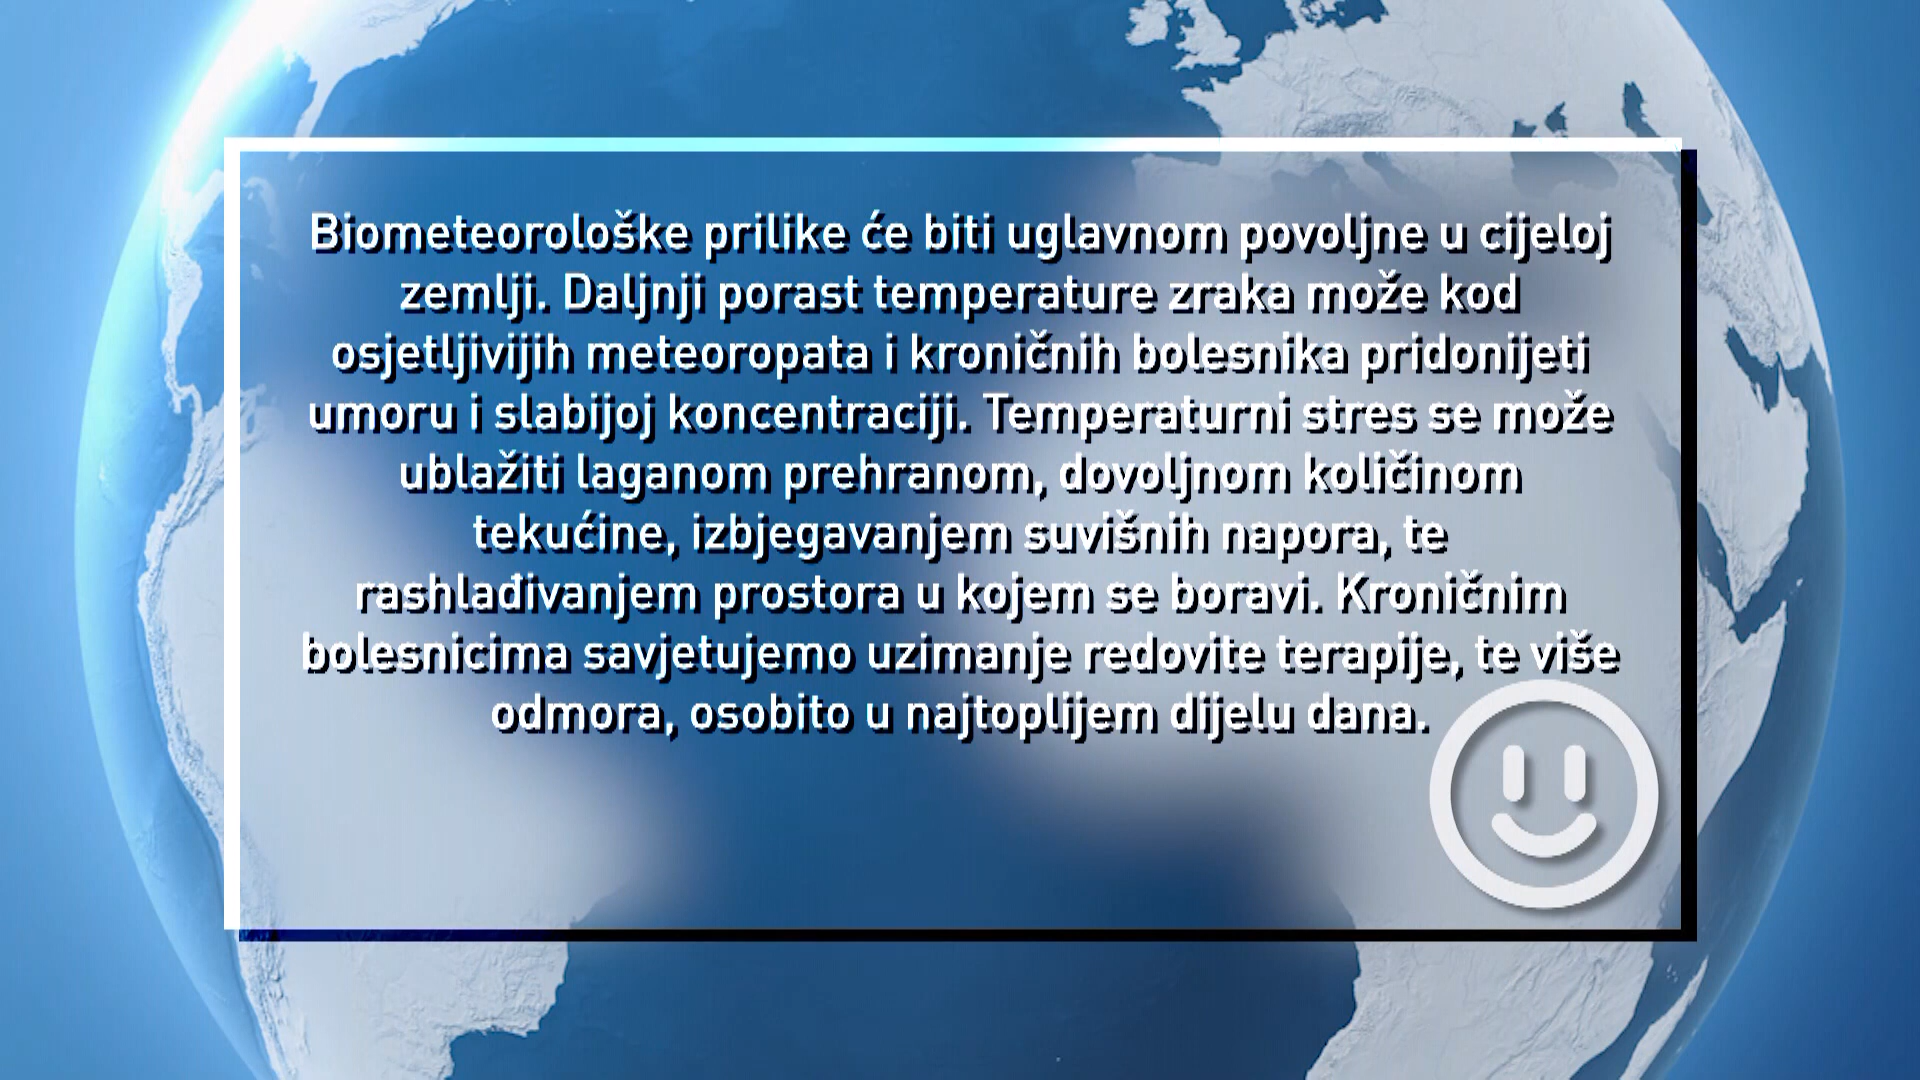 Biometeorološke prilike će biti uglavnom povoljne u cijeloj
zemlji. Daljnji porast temperature zraka može kod
osjetljivijih meteoropata i kroničnih bolesnika pridonijeti
umoru i slabijoj koncentraciji. Temperaturni stres se može
ublažiti laganom prehranom, dovoljnom količinom
tekućine, izbjegavanjem suvišnih napora, te
rashlađivanjem prostora u kojem se boravi. Kroničnim
bolesnicima savjetujemo uzimanje redovite terapije, te više
odmora, osobito u najtoplijem dijelu dana.